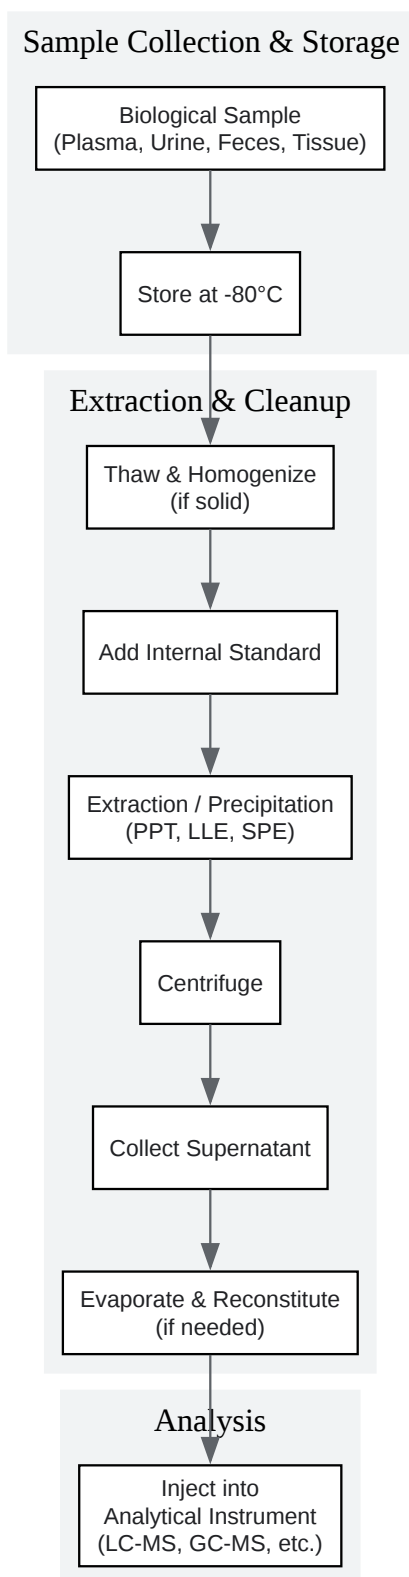 Sample Collection & Storage
Biological Sample
(Plasma, Urine, Feces, Tissue)
Store at -80°C
Extraction & Cleanup
Thaw & Homogenize
(if solid)
Add Internal Standard
Extraction / Precipitation
(PPT, LLE, SPE)
Centrifuge
Collect Supernatant
Evaporate & Reconstitute
(if needed)
Analysis
Inject into
Analytical Instrument
(LC-MS, GC-MS, etc.)